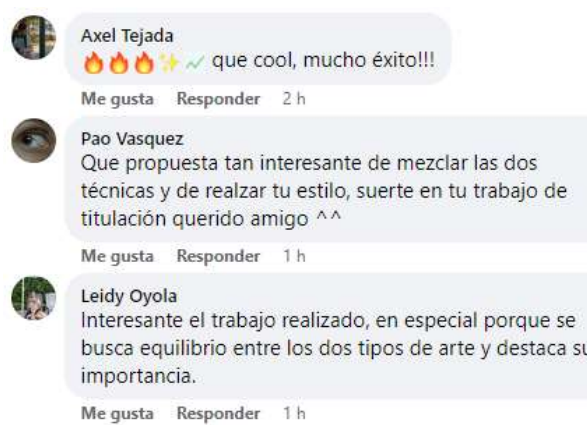 Axel Tejada
🔥🔥🔥✨📈 que cool, mucho éxito!!!
Me gusta Responder 2 h
Pao Vasquez
Que propuesta tan interesante de mezclar las dos
técnicas y de realzar tu estilo, suerte en tu trabajo de
titulación querido amigo ^^
Me gusta Responder 1 h
Leidy Oyola
Interesante el trabajo realizado, en especial porque se
busca equilibrio entre los dos tipos de arte y destaca su
importancia.
Me gusta Responder 1 h